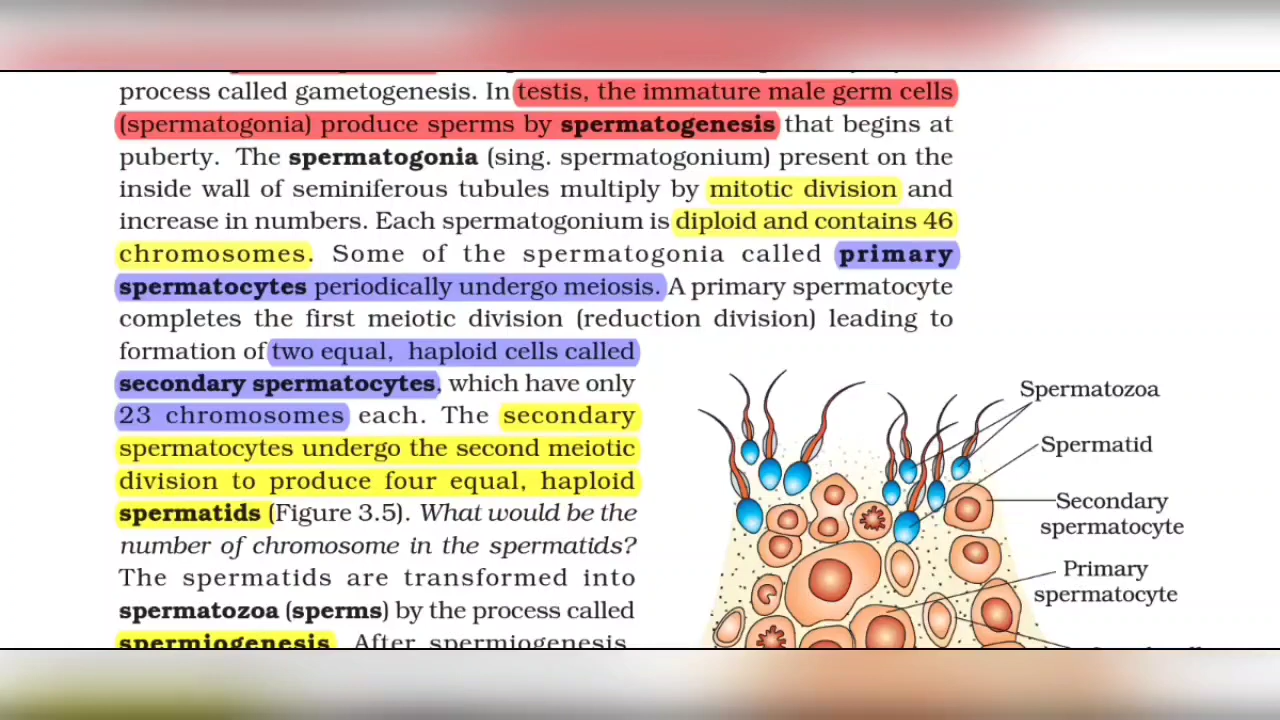 process called gametogenesis. In testis, the immature male germ cells
(spermatogonia) produce sperms by spermatogenesis that begins at
puberty. The spermatogonia (sing. spermatogonium) present on the
inside wall of seminiferous tubules multiply by mitotic division and
increase in numbers. Each spermatogonium is diploid and contains 46
chromosomes. Some of the spermatogonia called primary
spermatocytes periodically undergo meiosis. A primary spermatocyte
completes the first meiotic division (reduction division) leading to
formation of two equal, haploid cells called
secondary spermatocytes, which have only
23 chromosomes each. The secondary
spermatocytes undergo the second meiotic
division to produce four equal, haploid
spermatids (Figure 3.5). What would be the
number of chromosome in the spermatids?
The spermatids are transformed into
spermatozoa (sperms) by the process called
spermiogenesis. After spermiogenesis,
Spermatozoa
Spermatid
Secondary
spermatocyte
Primary
spermatocyte